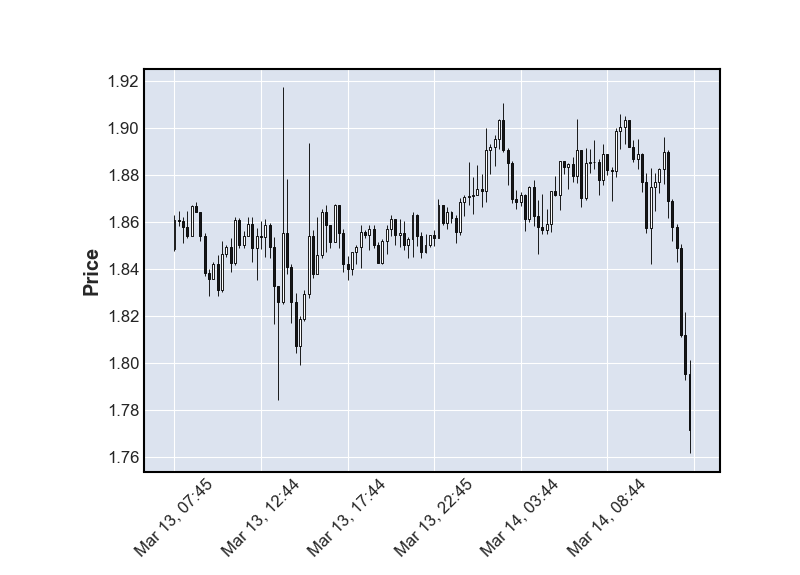 1.92
1.90
1.88
1.86
1.84
1.82
1.80
1.78
1.76
Price
Mar 13, 07:45
Mar 13, 12:44
Mar 13, 17:44
Mar 13, 22:45
Mar 14, 03:44
Mar 14, 08:44